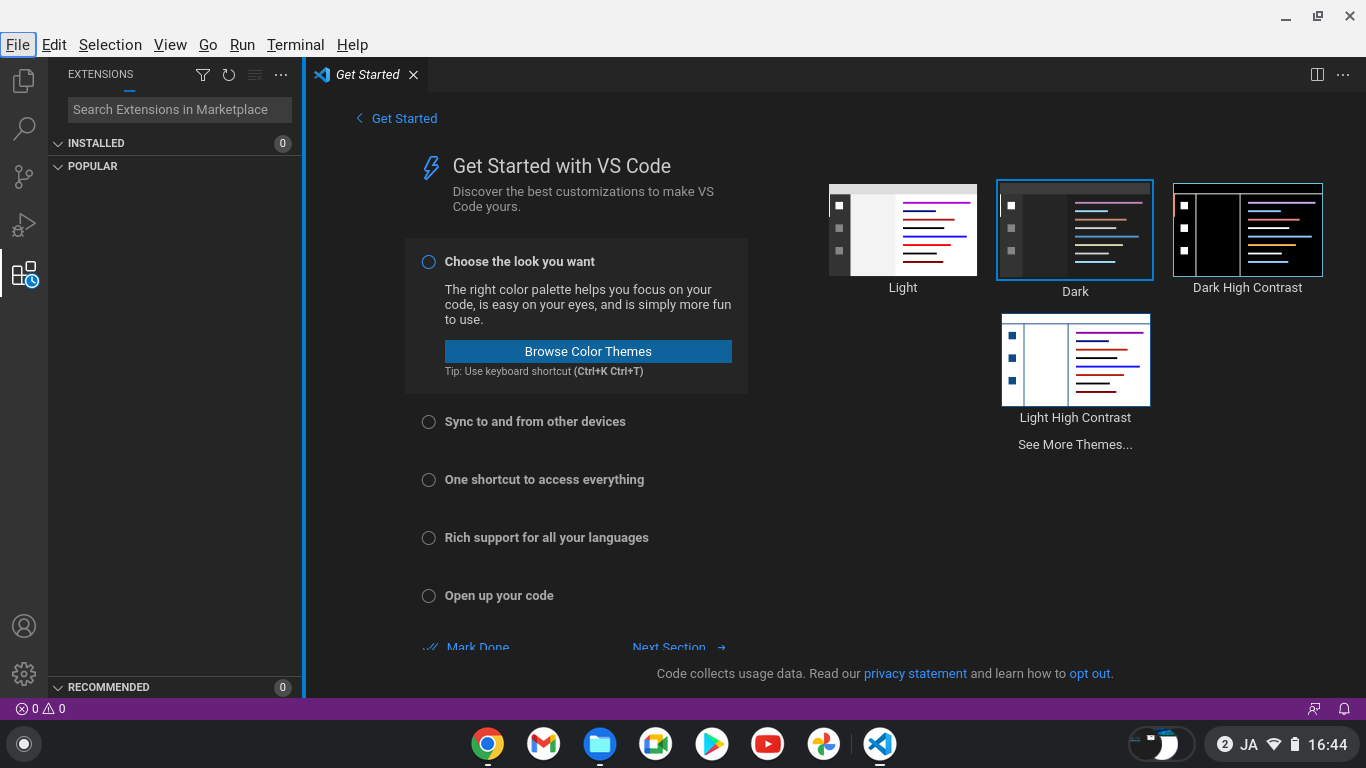 File Edit Selection View Go Run Terminal Help
EXTENSIONS
Search Extensions in Marketplace
INSTALLED 0
POPULAR
RECOMMENDED 0
Get Started
Get Started
Get Started with VS Code
Discover the best customizations to make VS
Code yours.
Choose the look you want
The right color palette helps you focus on your
code, is easy on your eyes, and is simply more fun
to use.
Browse Color Themes
Tip: Use keyboard shortcut (Ctrl+K Ctrl+T)
Sync to and from other devices
One shortcut to access everything
Rich support for all your languages
Open up your code
Mark Done Next Section →
Light
Dark
Dark High Contrast
Light High Contrast
See More Themes...
Code collects usage data. Read our privacy statement and learn how to opt out.
0 0
2 JA 16:44